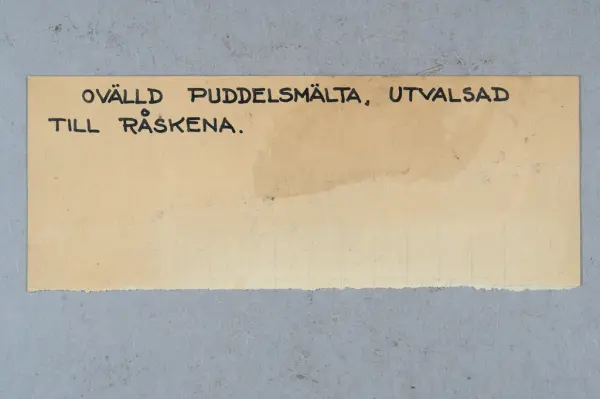 OVÄLLD PUDDELSMÄLTA, UTVALSAD
TILL RÅSKENA.